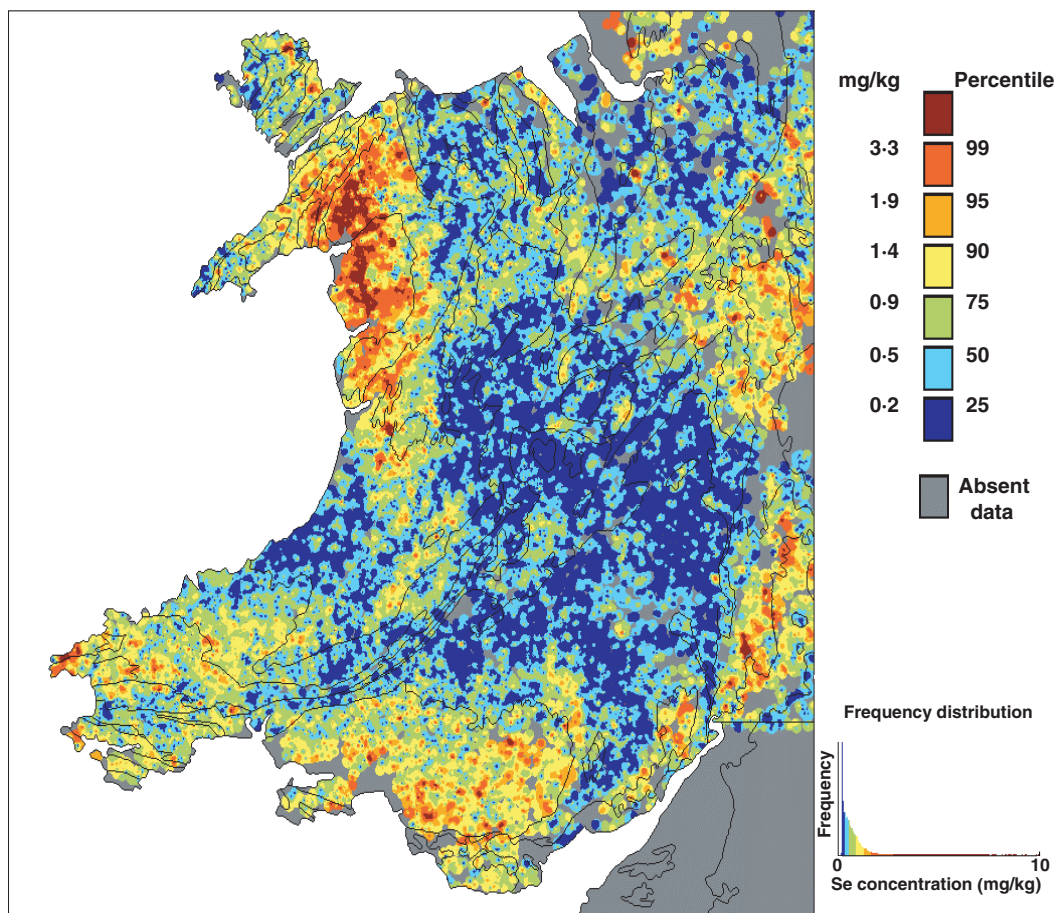 mg/kg Percentile
3·3 99
1·9 95
1·4 90
0·9 75
0·5 50
0·2 25
Absent
data
Frequency distribution
Frequency
0 10
Se concentration (mg/kg)